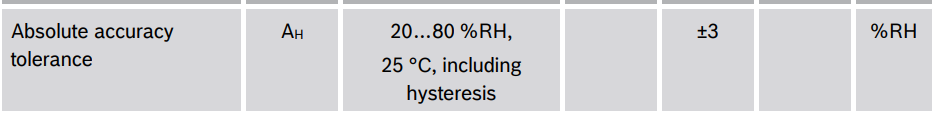 Absolute accuracy tolerance
AH
20…80 %RH,
25 °C, including
hysteresis
±3
%RH